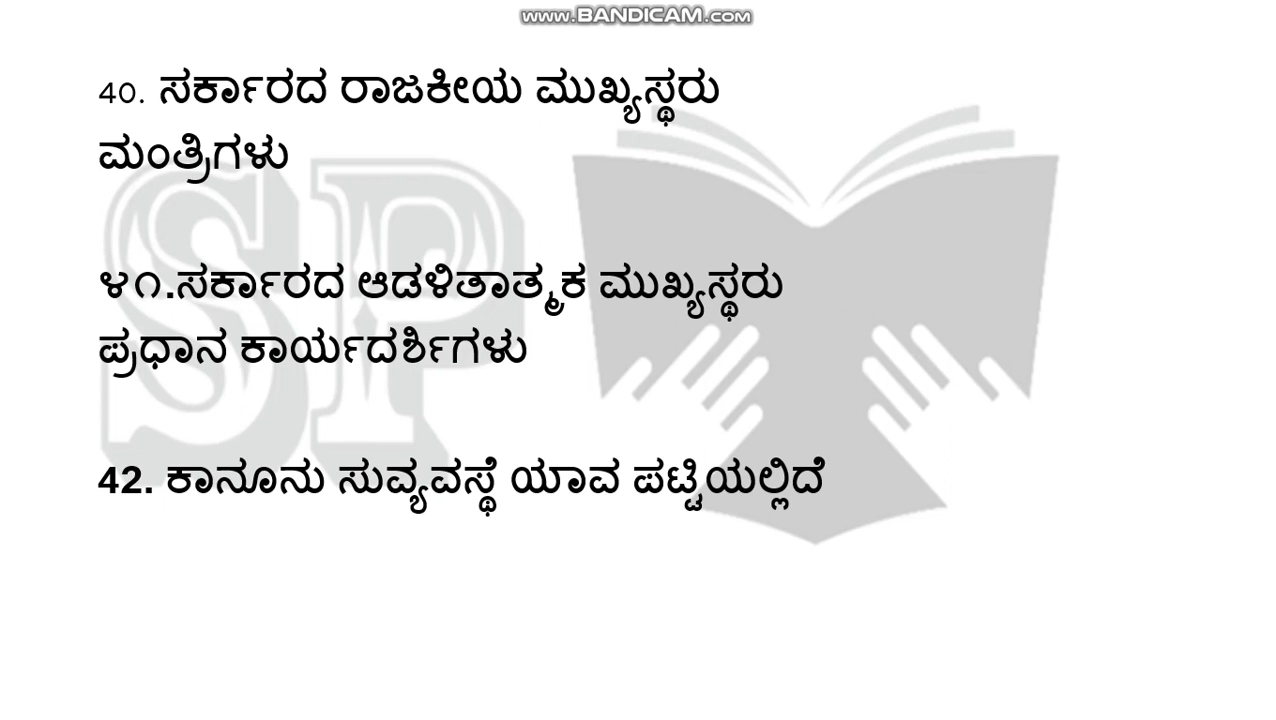 www.BANDICAM.com
40. ಸರ್ಕಾರದ ರಾಜಕೀಯ ಮುಖ್ಯಸ್ಥರು
ಮಂತ್ರಿಗಳು
೪೧.ಸರ್ಕಾರದ ಆಡಳಿತಾತ್ಮಕ ಮುಖ್ಯಸ್ಥರು
ಪ್ರಧಾನ ಕಾರ್ಯದರ್ಶಿಗಳು
42. ಕಾನೂನು ಸುವ್ಯವಸ್ಥೆ ಯಾವ ಪಟ್ಟಿಯಲ್ಲಿದೆ
SP